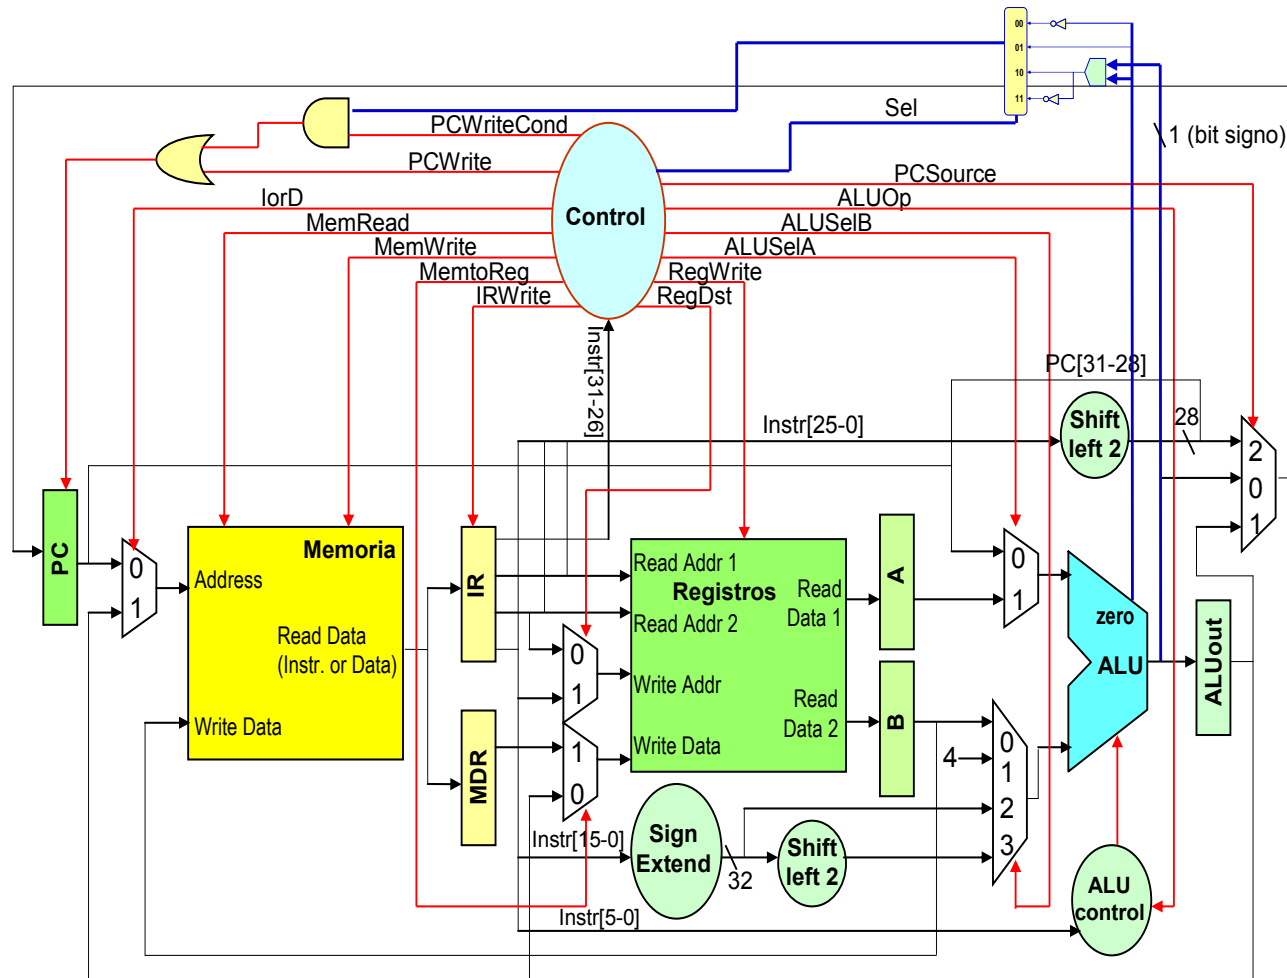 00
01
10
11
Sel
1 (bit signo)
PCWriteCond
PCWrite
PCSource
IorD
ALUOp
MemRead
Control
ALUSelB
MemWrite
ALUSelA
MemtoReg
RegWrite
IRWrite
RegDst
Instr[31-26]
PC[31-28]
Instr[25-0]
Shift
left 2
28
2
0
1
PC
0
1
Memoria
Address
Read Data
(Instr. or Data)
Write Data
IR
MDR
0
1
1
0
Read Addr 1
Registros
Read Addr 2
Read
Data 1
Write Addr
Read
Data 2
Write Data
A
B
0
1
4
0
1
2
3
zero
ALU
ALUout
Instr[15-0]
Sign
Extend
32
Shift
left 2
ALU
control
Instr[5-0]